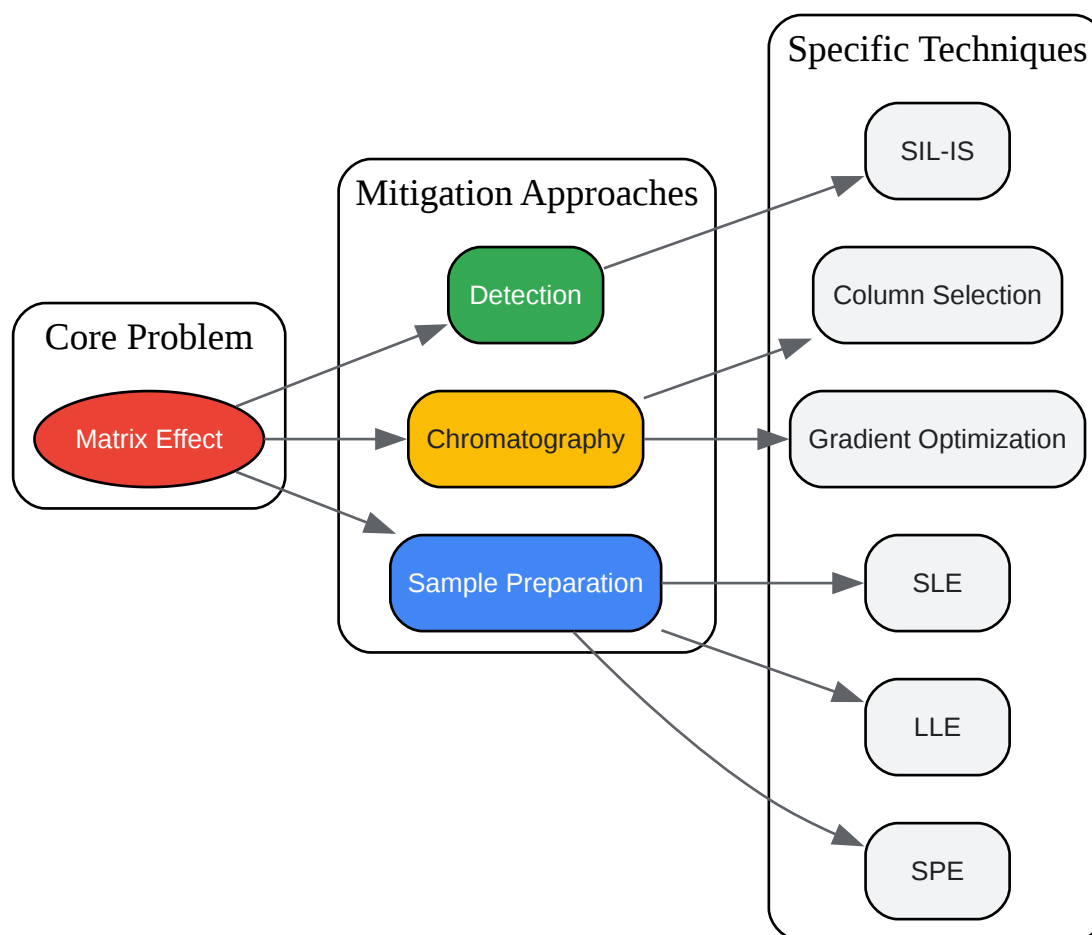 Core Problem
Matrix Effect
Mitigation Approaches
Detection
Chromatography
Sample Preparation
Specific Techniques
SIL-IS
Column Selection
Gradient Optimization
SLE
LLE
SPE